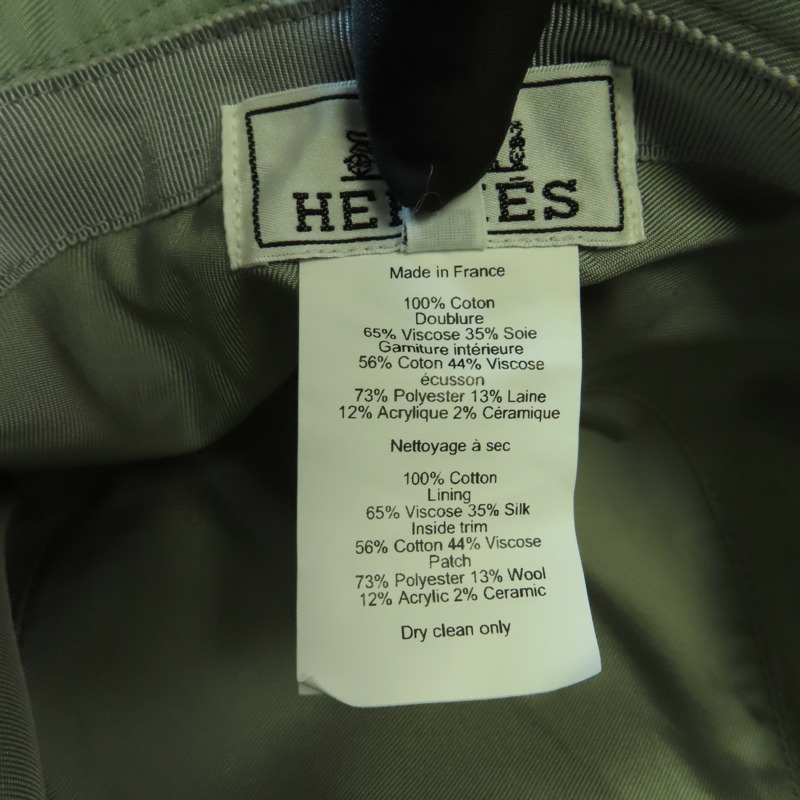 HERMES
Made in France
100% Coton
Doublure
65% Viscose 35% Soie
Garniture intérieure
56% Coton 44% Viscose
écusson
73% Polyester 13% Laine
12% Acrylique 2% Céramique
Nettoyage à sec
100% Cotton
Lining
65% Viscose 35% Silk
Inside trim
56% Cotton 44% Viscose
Patch
73% Polyester 13% Wool
12% Acrylic 2% Ceramic
Dry clean only